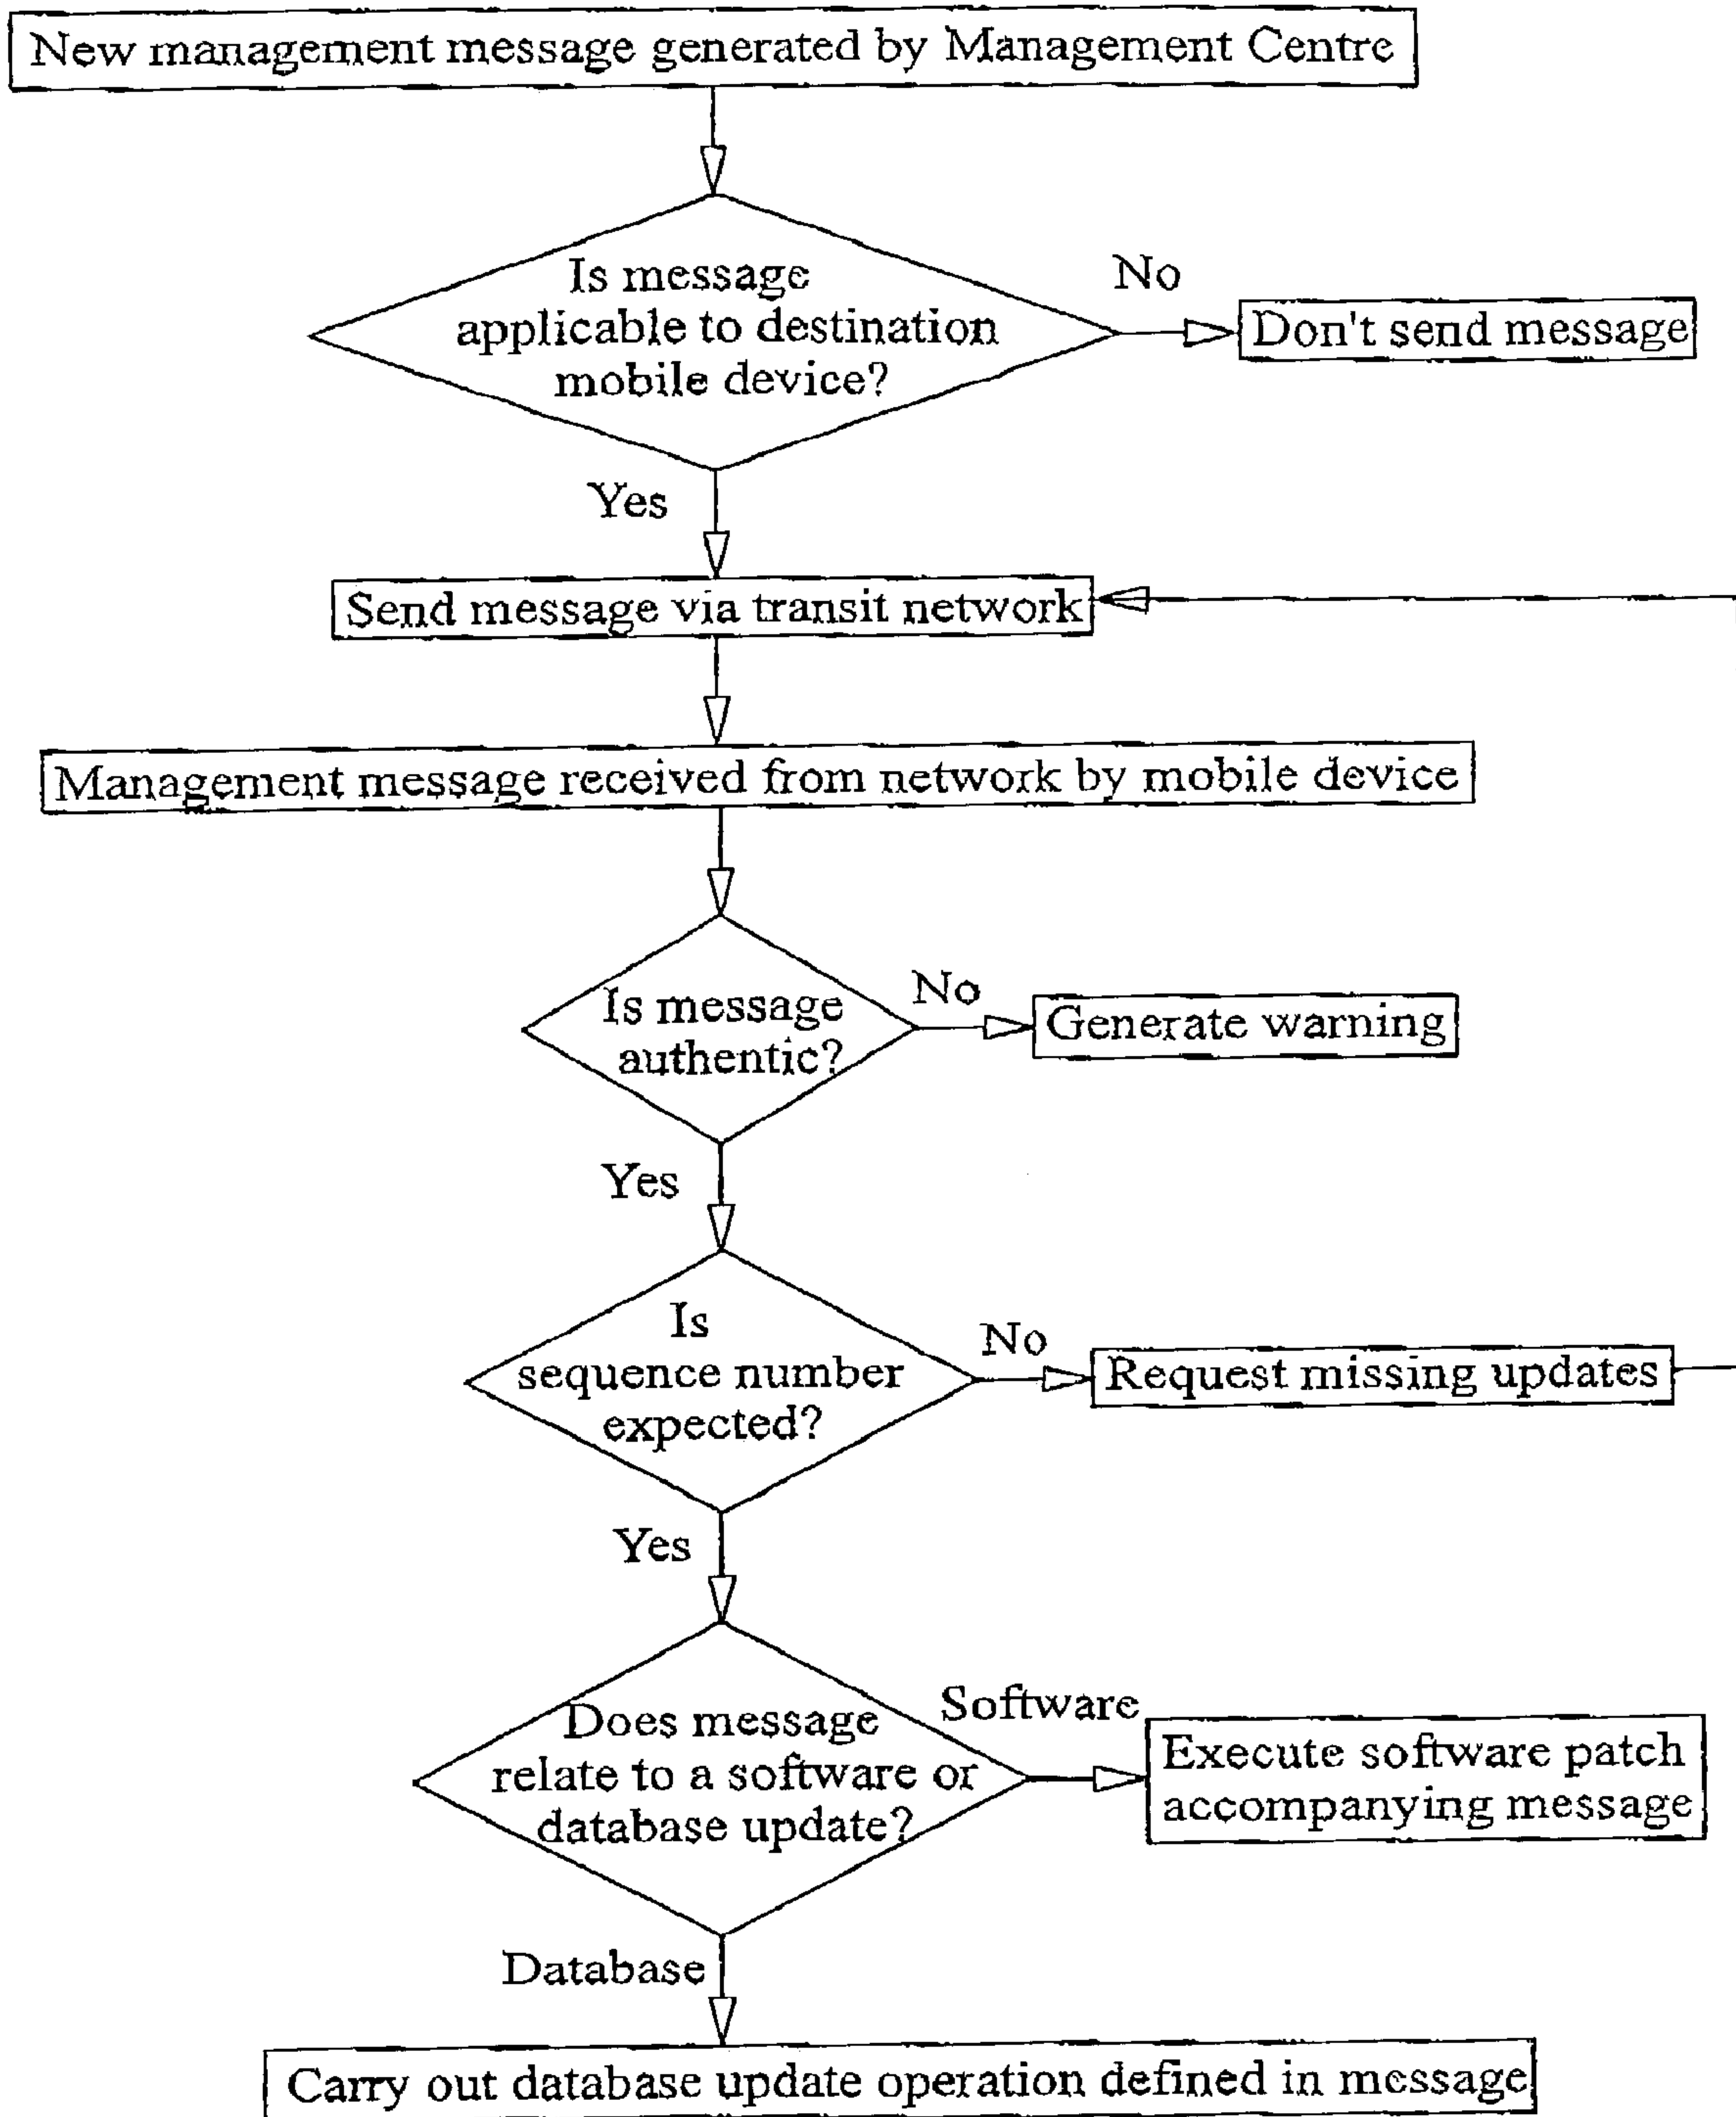 New management message generated by Management Centre
Is message
applicable to destination
mobile device?
No
Don't send message
Yes
Send message via transit network
Management message received from network by mobile device
Is message
authentic?
No
Generate warning
Yes
Is
sequence number
expected?
No
Request missing updates
Yes
Does message
relate to a software or
database update?
Software
Execute software patch
accompanying message
Database
Carry out database update operation defined in message